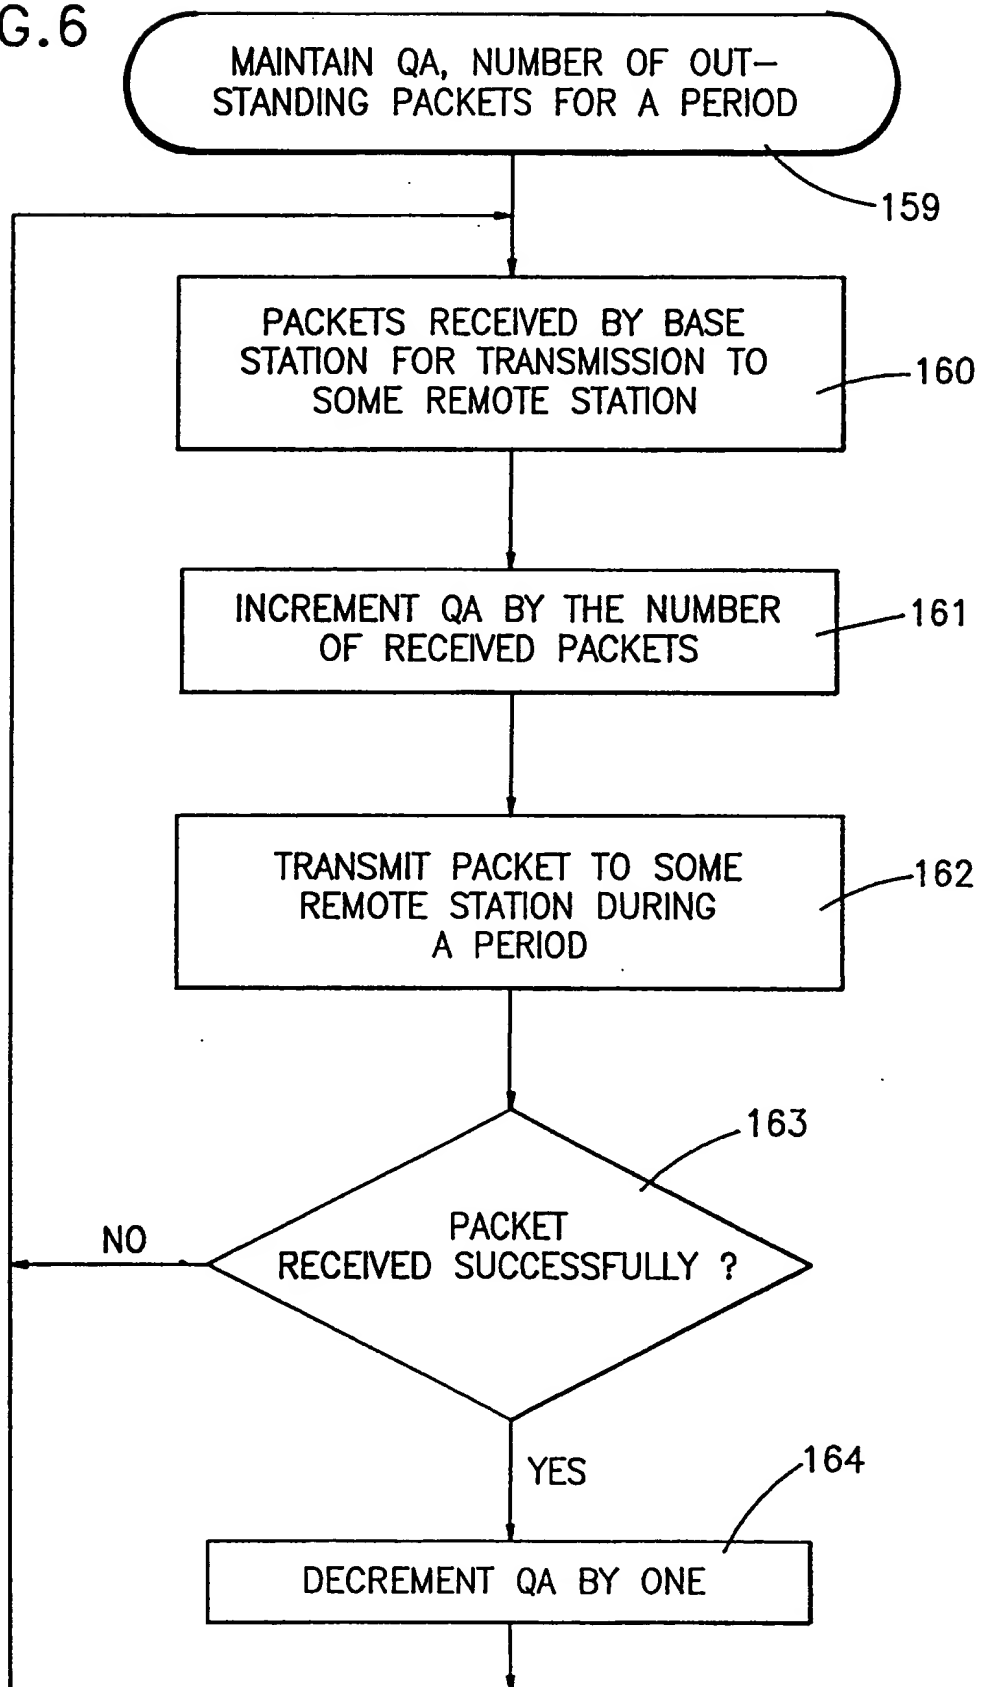 G.6
MAINTAIN QA, NUMBER OF OUT-
STANDING PACKETS FOR A PERIOD
159
PACKETS RECEIVED BY BASE
STATION FOR TRANSMISSION TO
SOME REMOTE STATION
160
INCREMENT QA BY THE NUMBER
OF RECEIVED PACKETS
161
TRANSMIT PACKET TO SOME
REMOTE STATION DURING
A PERIOD
162
163
PACKET
RECEIVED SUCCESSFULLY ?
NO
YES
164
DECREMENT QA BY ONE